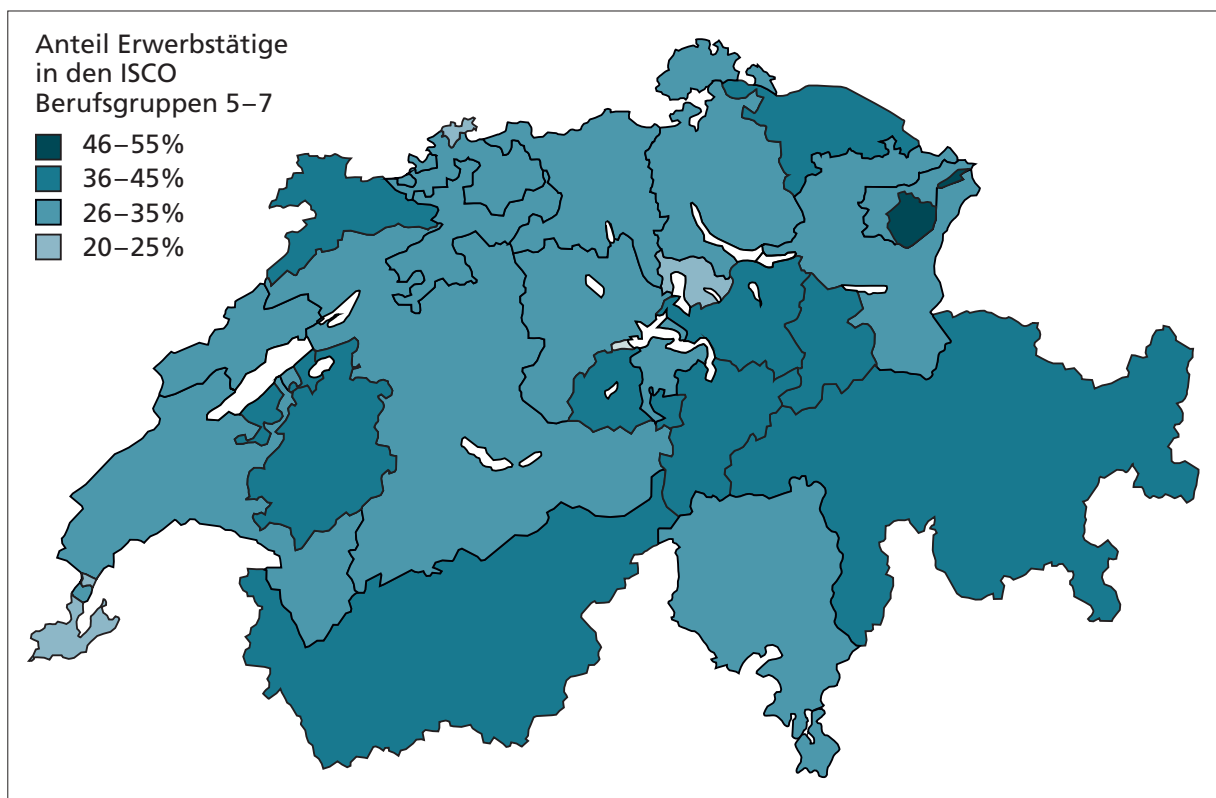 Anteil Erwerbstätige
in den ISCO
Berufsgruppen 5–7
46–55%
36–45%
26–35%
20–25%